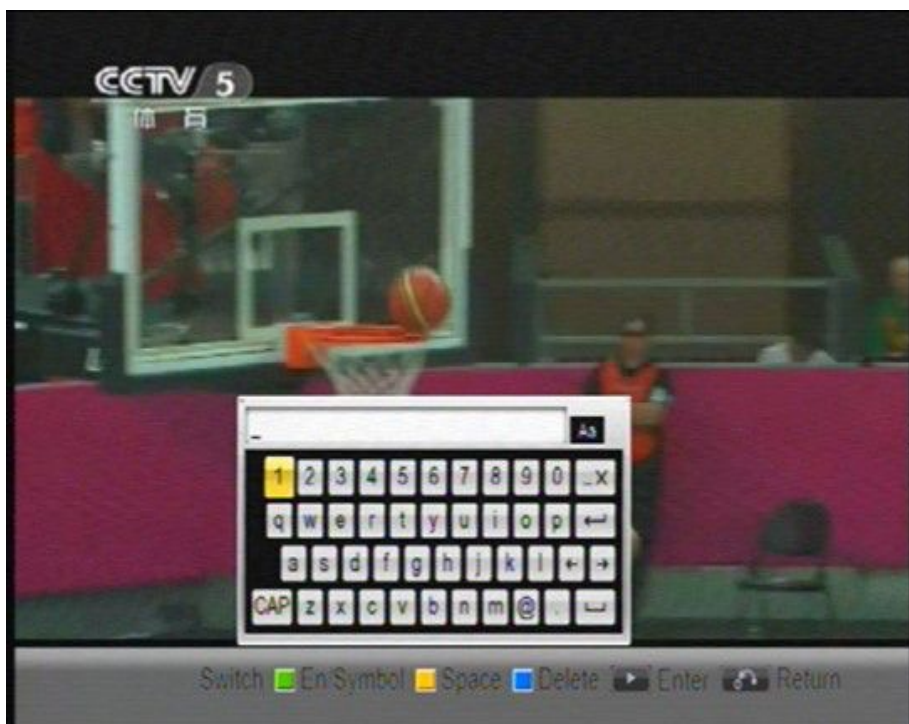 CCTV 5
体育
_ As
1 2 3 4 5 6 7 8 9 0 ..X
q w e r t y u i o p ↵
a s d f g h j k l ← →
CAP z x c v b n m @ ⎵
Switch En/Symbol Space Delete Enter Return